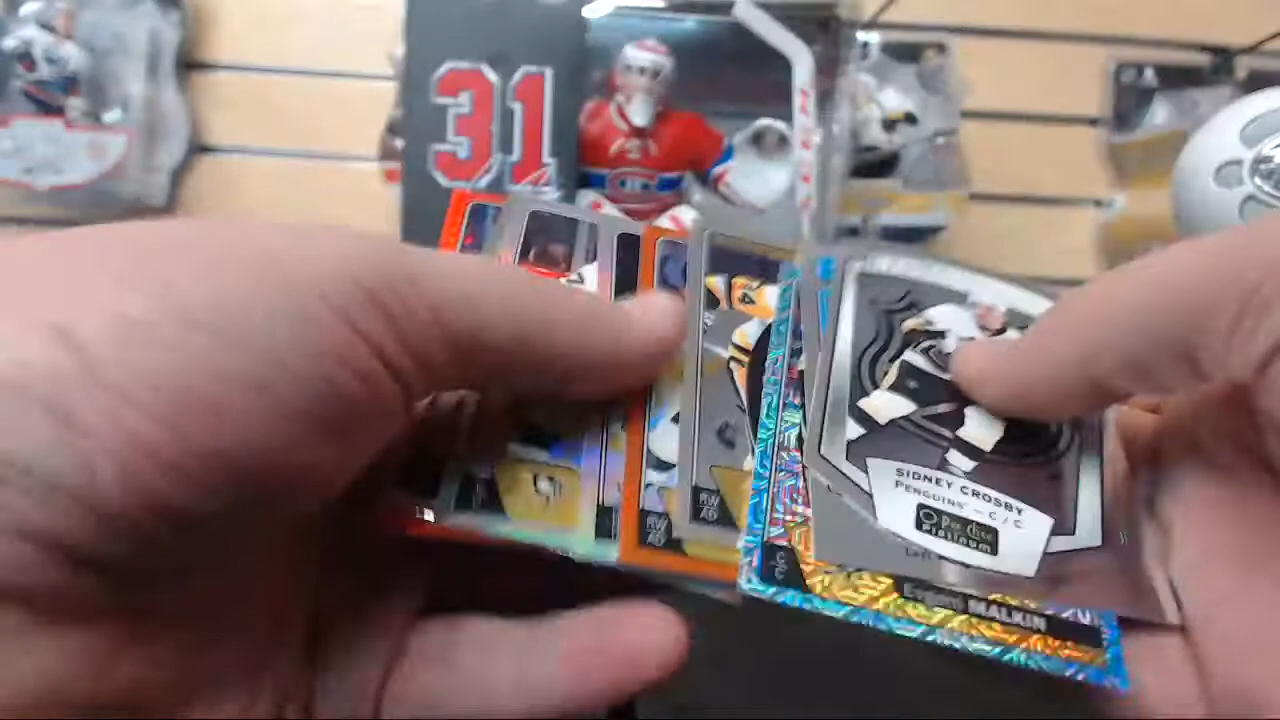 31
SIDNEY CROSBY
PENGUINS - C / C
O Pee Chee
Platinum
RW
AD
RW
AD
C/C
Evgeni MALKIN